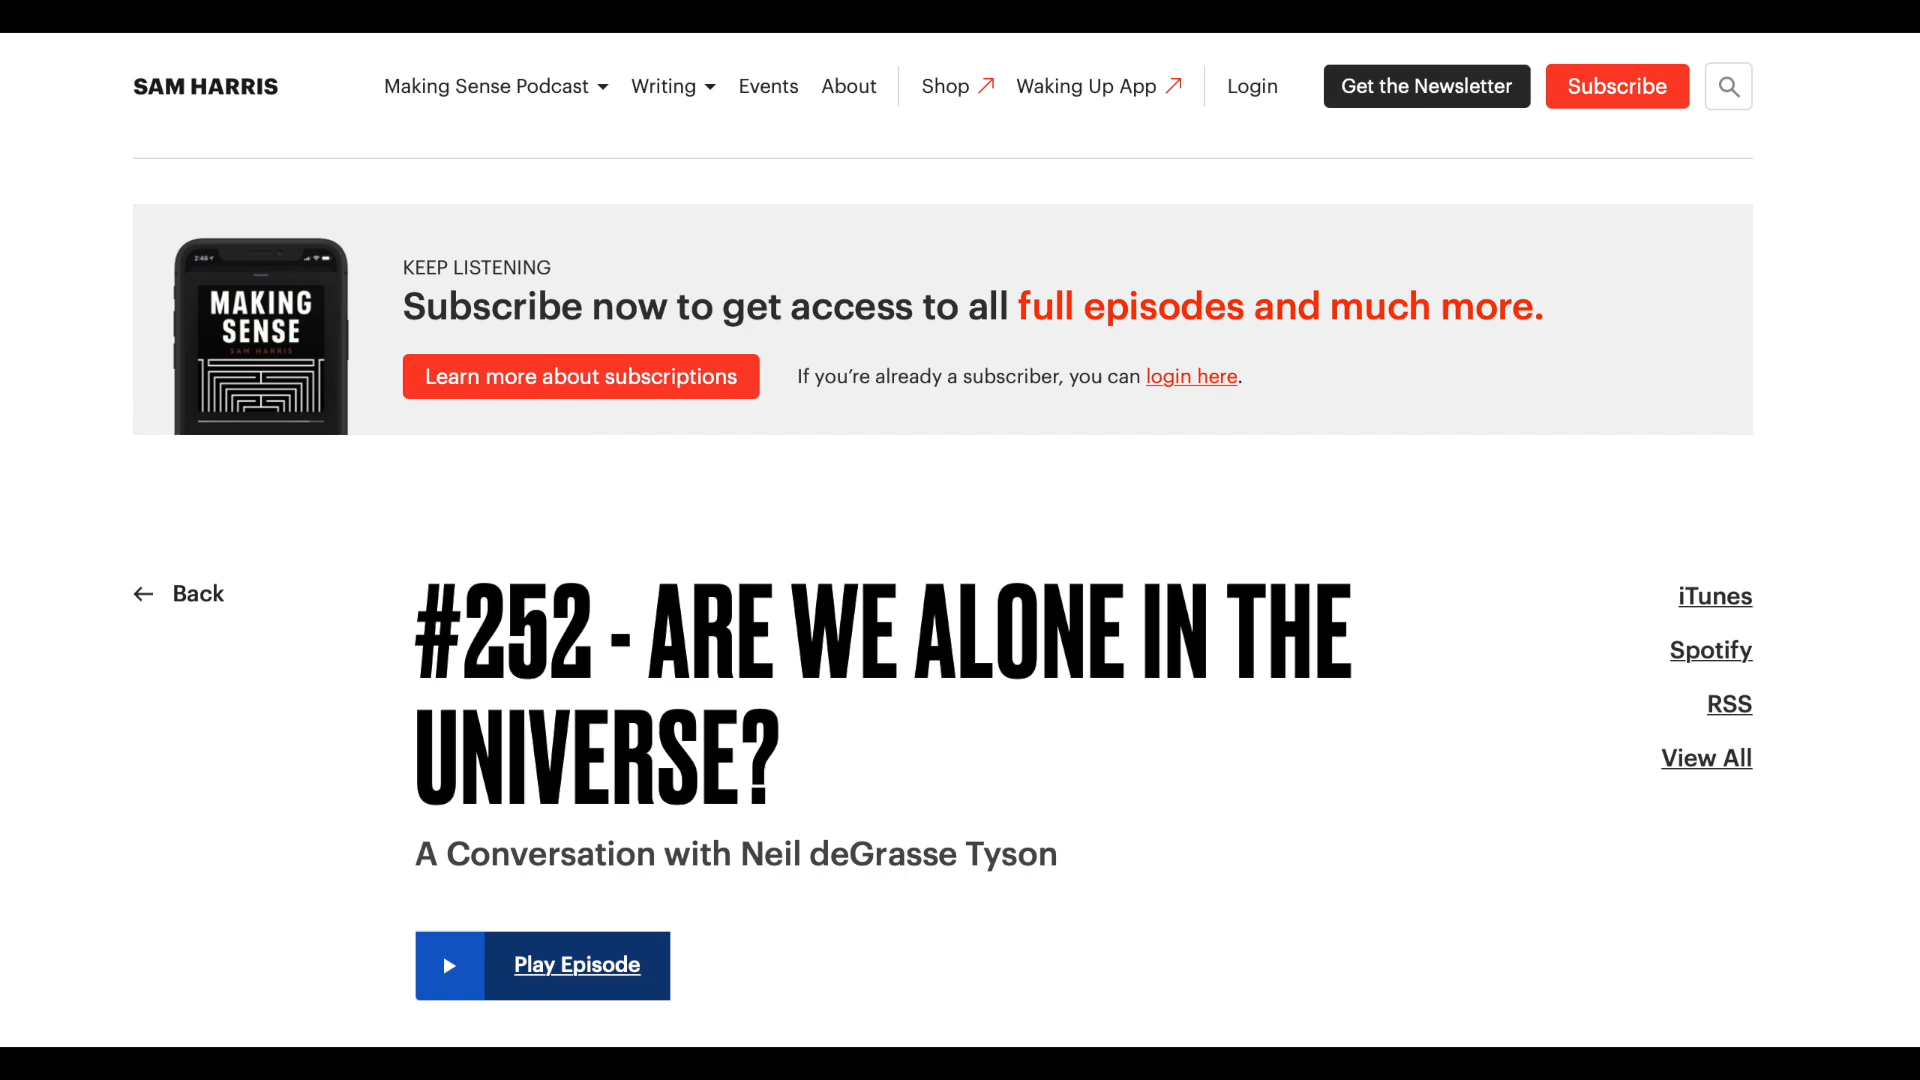 SAM HARRIS
Making Sense Podcast
Writing
Events
About
Shop
Waking Up App
Login
Get the Newsletter
Subscribe
2:48
MAKING
SENSE
SAM HARRIS
KEEP LISTENING
Subscribe now to get access to all full episodes and much more.
Learn more about subscriptions
If you’re already a subscriber, you can login here.
Back
#252 - ARE WE ALONE IN THE
UNIVERSE?
A Conversation with Neil deGrasse Tyson
Play Episode
iTunes
Spotify
RSS
View All